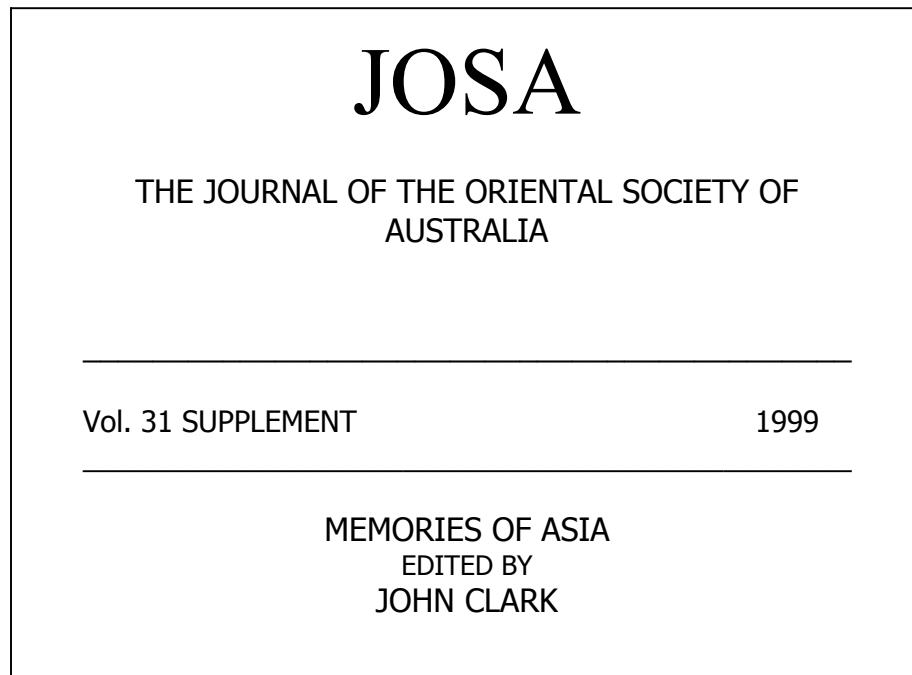 JOSA
THE JOURNAL OF THE ORIENTAL SOCIETY OF
AUSTRALIA
Vol. 31 SUPPLEMENT 1999
MEMORIES OF ASIA
EDITED BY
JOHN CLARK